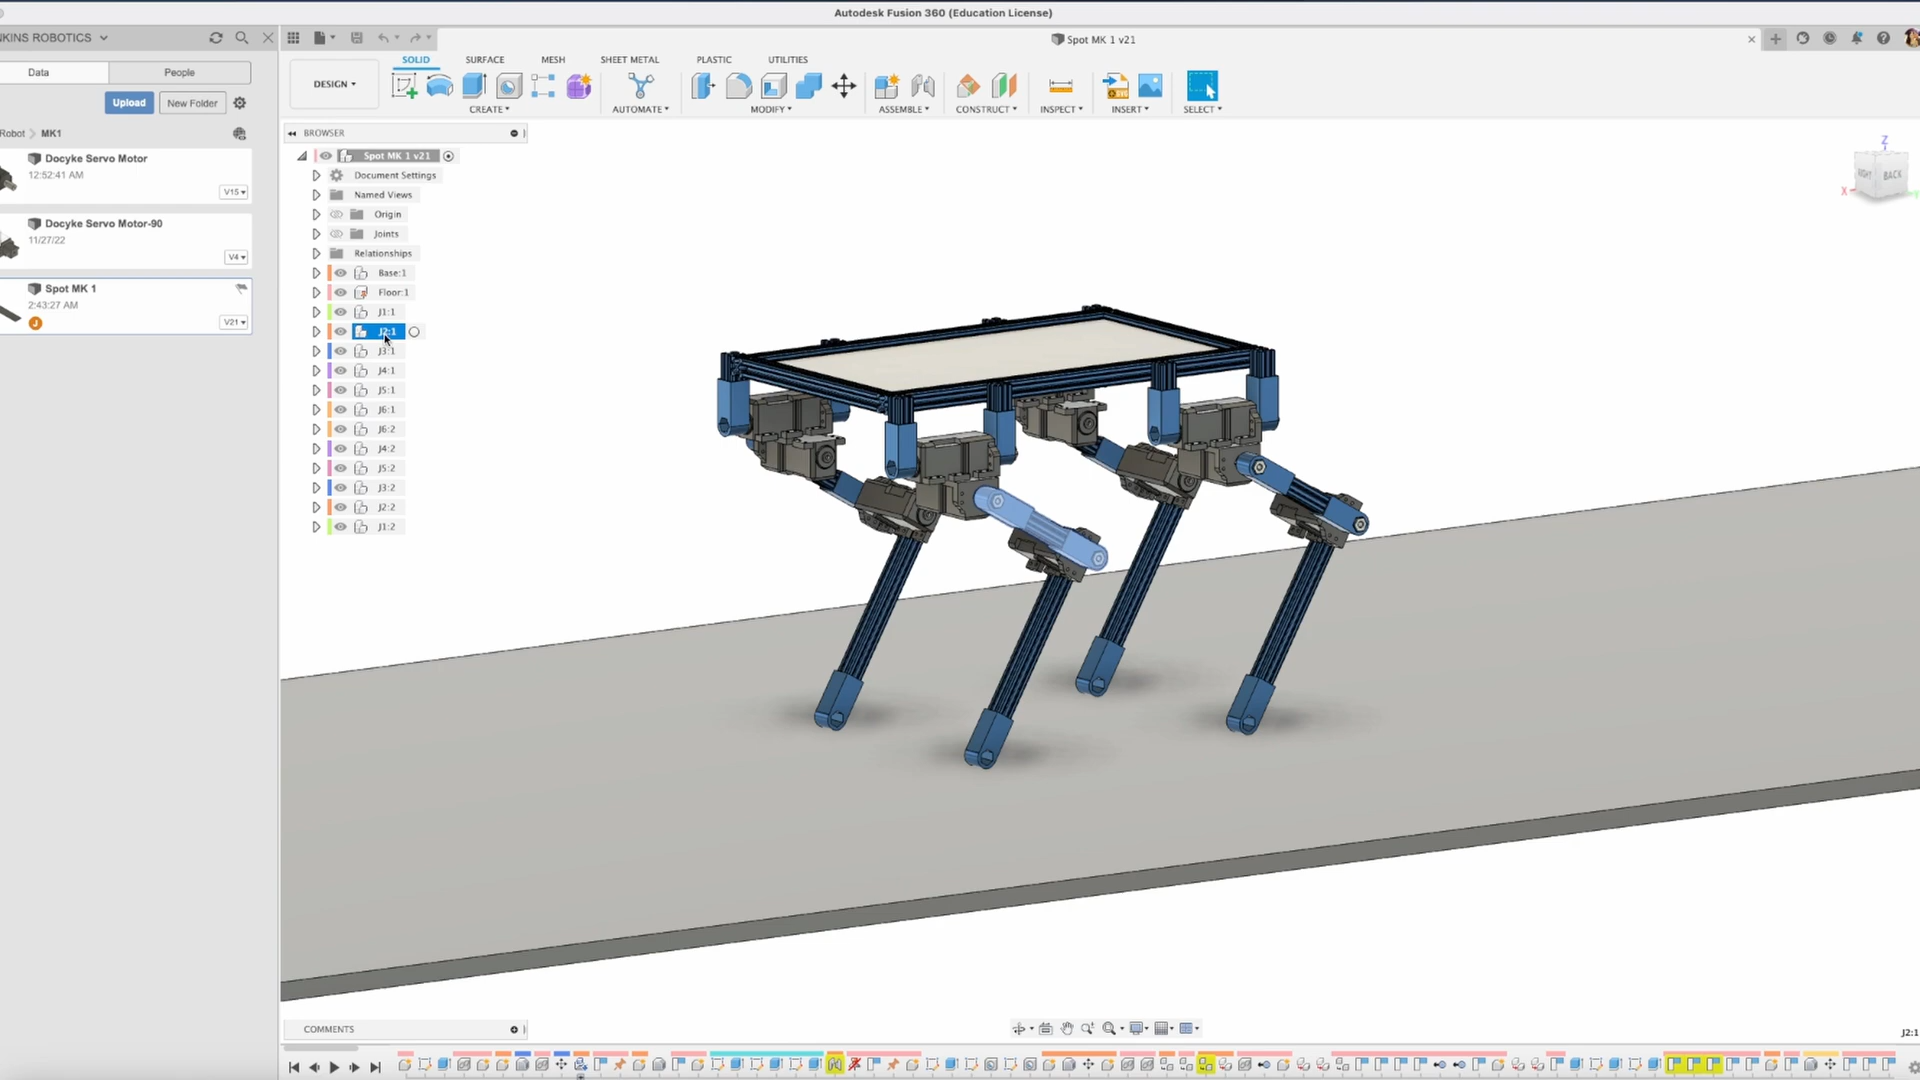 Autodesk Fusion 360 (Education License)
NKINS ROBOTICS
Spot MK 1 v21
Data
People
Upload
New Folder
Robot > MK1
Docyke Servo Motor
12:52:41 AM
V15
Docyke Servo Motor-90
11/27/22
V4
Spot MK 1
2:43:27 AM
J
V21
DESIGN
SOLID
SURFACE
MESH
SHEET METAL
PLASTIC
UTILITIES
CREATE
AUTOMATE
MODIFY
ASSEMBLE
CONSTRUCT
INSPECT
INSERT
SELECT
BROWSER
Spot MK 1 v21
Document Settings
Named Views
Origin
Joints
Relationships
Base:1
Floor:1
J1:1
J2:1
J3:1
J4:1
J5:1
J6:1
J6:2
J4:2
J5:2
J3:2
J2:2
J1:2
Z
RIGHT
BACK
X
COMMENTS
J2:1